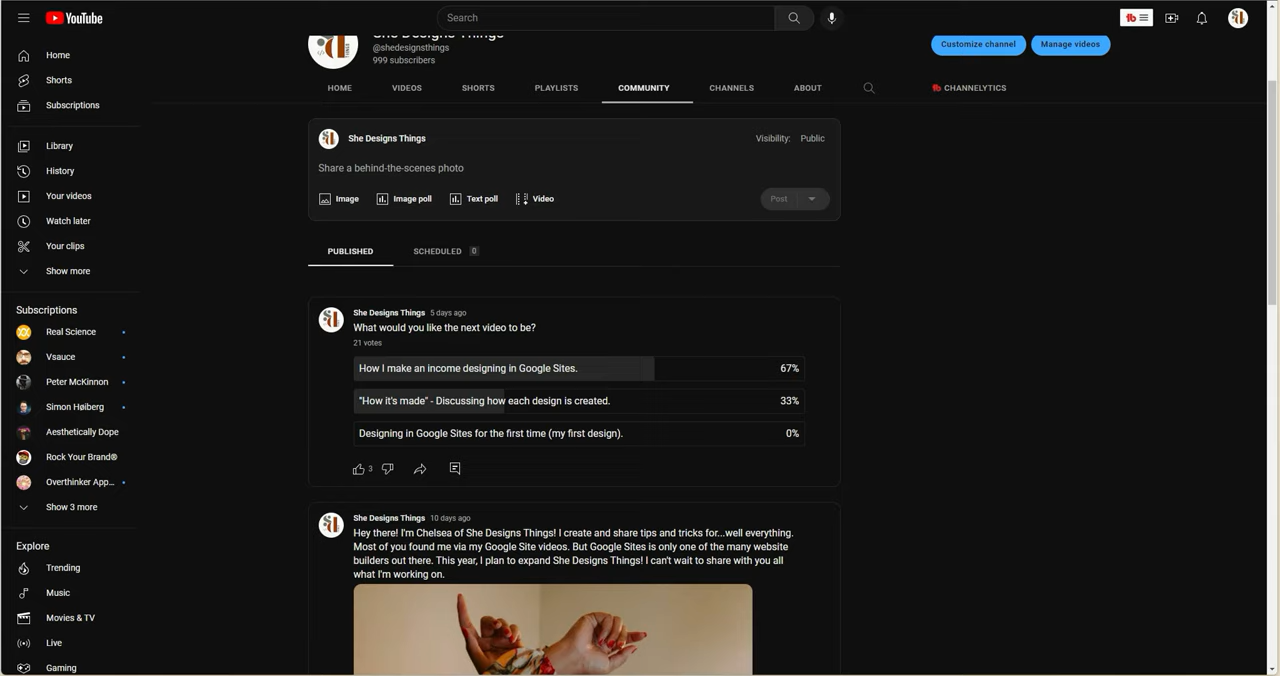 YouTube
Search
Home
Shorts
Subscriptions
Library
History
Your videos
Watch later
Your clips
Show more
Subscriptions
Real Science
Vsauce
Peter McKinnon
Simon Høiberg
Aesthetically Dope
Rock Your Brand®
Overthinker App...
Show 3 more
Explore
Trending
Music
Movies & TV
Live
Gaming
She Designs Things
@shedesignsthings
999 subscribers
Customize channel
Manage videos
HOME
VIDEOS
SHORTS
PLAYLISTS
COMMUNITY
CHANNELS
ABOUT
CHANNELYTICS
She Designs Things
Visibility: Public
Share a behind-the-scenes photo
Image
Image poll
Text poll
Video
Post
PUBLISHED
SCHEDULED 0
She Designs Things 5 days ago
What would you like the next video to be?
21 votes
How I make an income designing in Google Sites. 67%
"How it's made" - Discussing how each design is created. 33%
Designing in Google Sites for the first time (my first design). 0%
3
She Designs Things 10 days ago
Hey there! I'm Chelsea of She Designs Things! I create and share tips and tricks for...well everything.
Most of you found me via my Google Site videos. But Google Sites is only one of the many website
builders out there. This year, I plan to expand She Designs Things! I can't wait to share with you all
what I'm working on.